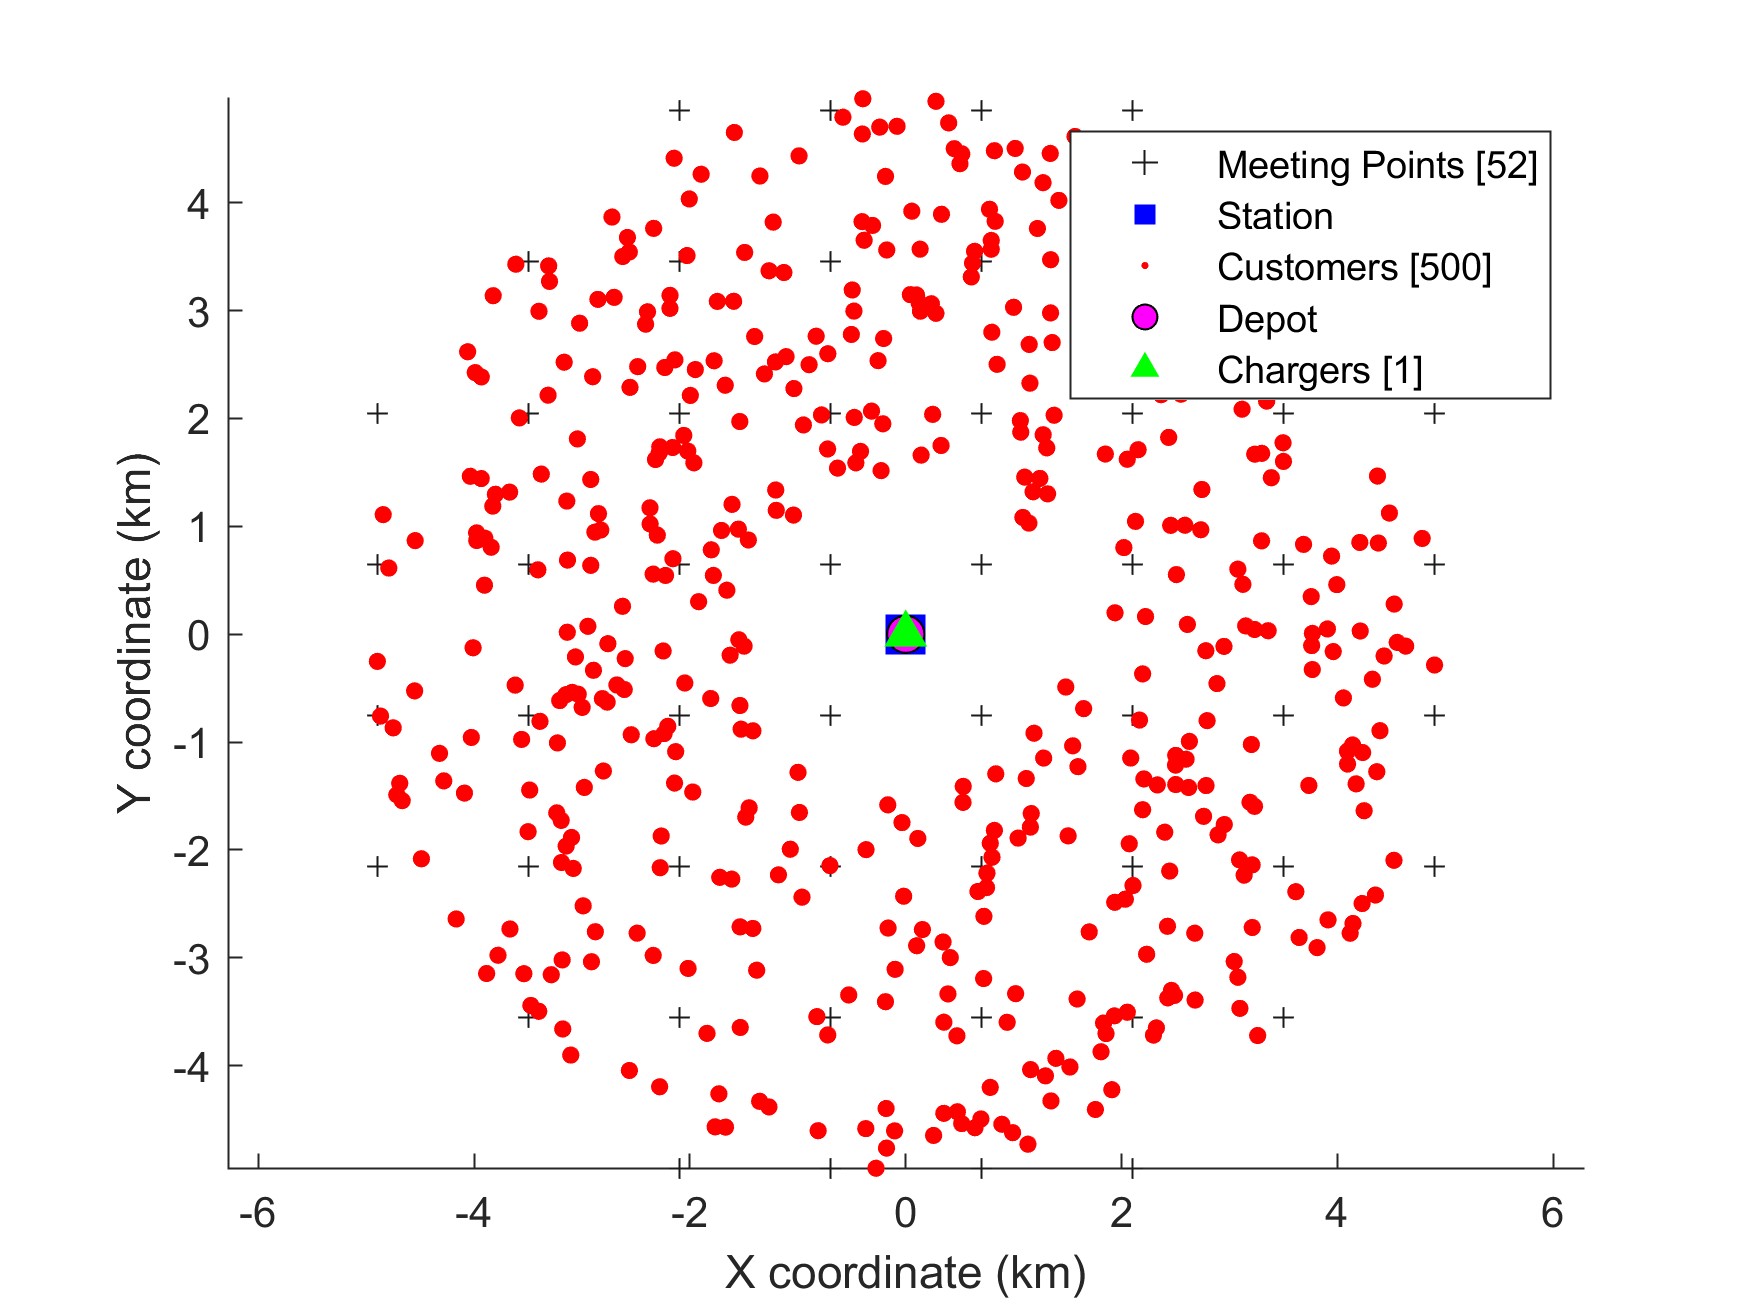 Meeting Points [52]
Station
Customers [500]
Depot
Chargers [1]
Y coordinate (km)
4
3
2
1
0
-1
-2
-3
-4
-6 -4 -2 0 2 4 6
X coordinate (km)